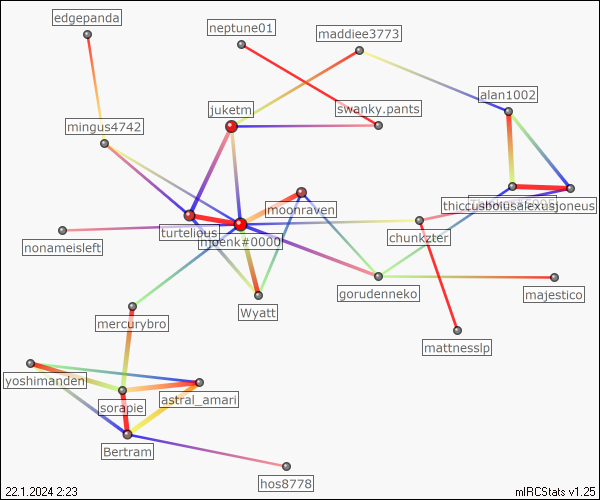 edgepanda
neptune01
maddiee3773
alan1002
juketm
swanky.pants
mingus4742
moonraven
thiccusboicusalexusjoneus
turtelious
chunkzter
moenk#0000
nonameisleft
gorudenneko
majestico
Wyatt
mercurybro
mattnesslp
yoshimanden
astral_amari
sorapie
Bertram
hos8778
22.1.2024 2:23
mIRCStats v1.25